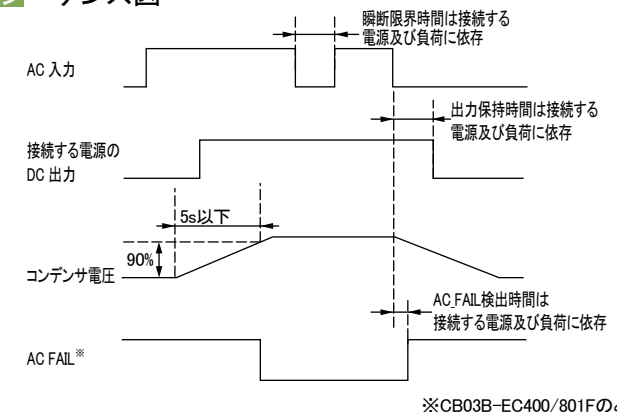 ンス図
瞬断限界時間は接続する
電源及び負荷に依存
AC 入力
出力保持時間は接続する
電源及び負荷に依存
接続する電源の
DC 出力
5s以下
90%
コンデンサ電圧
AC_FAIL検出時間は
接続する電源及び負荷に依存
AC FAIL※
※CB03B-EC400/801Fの